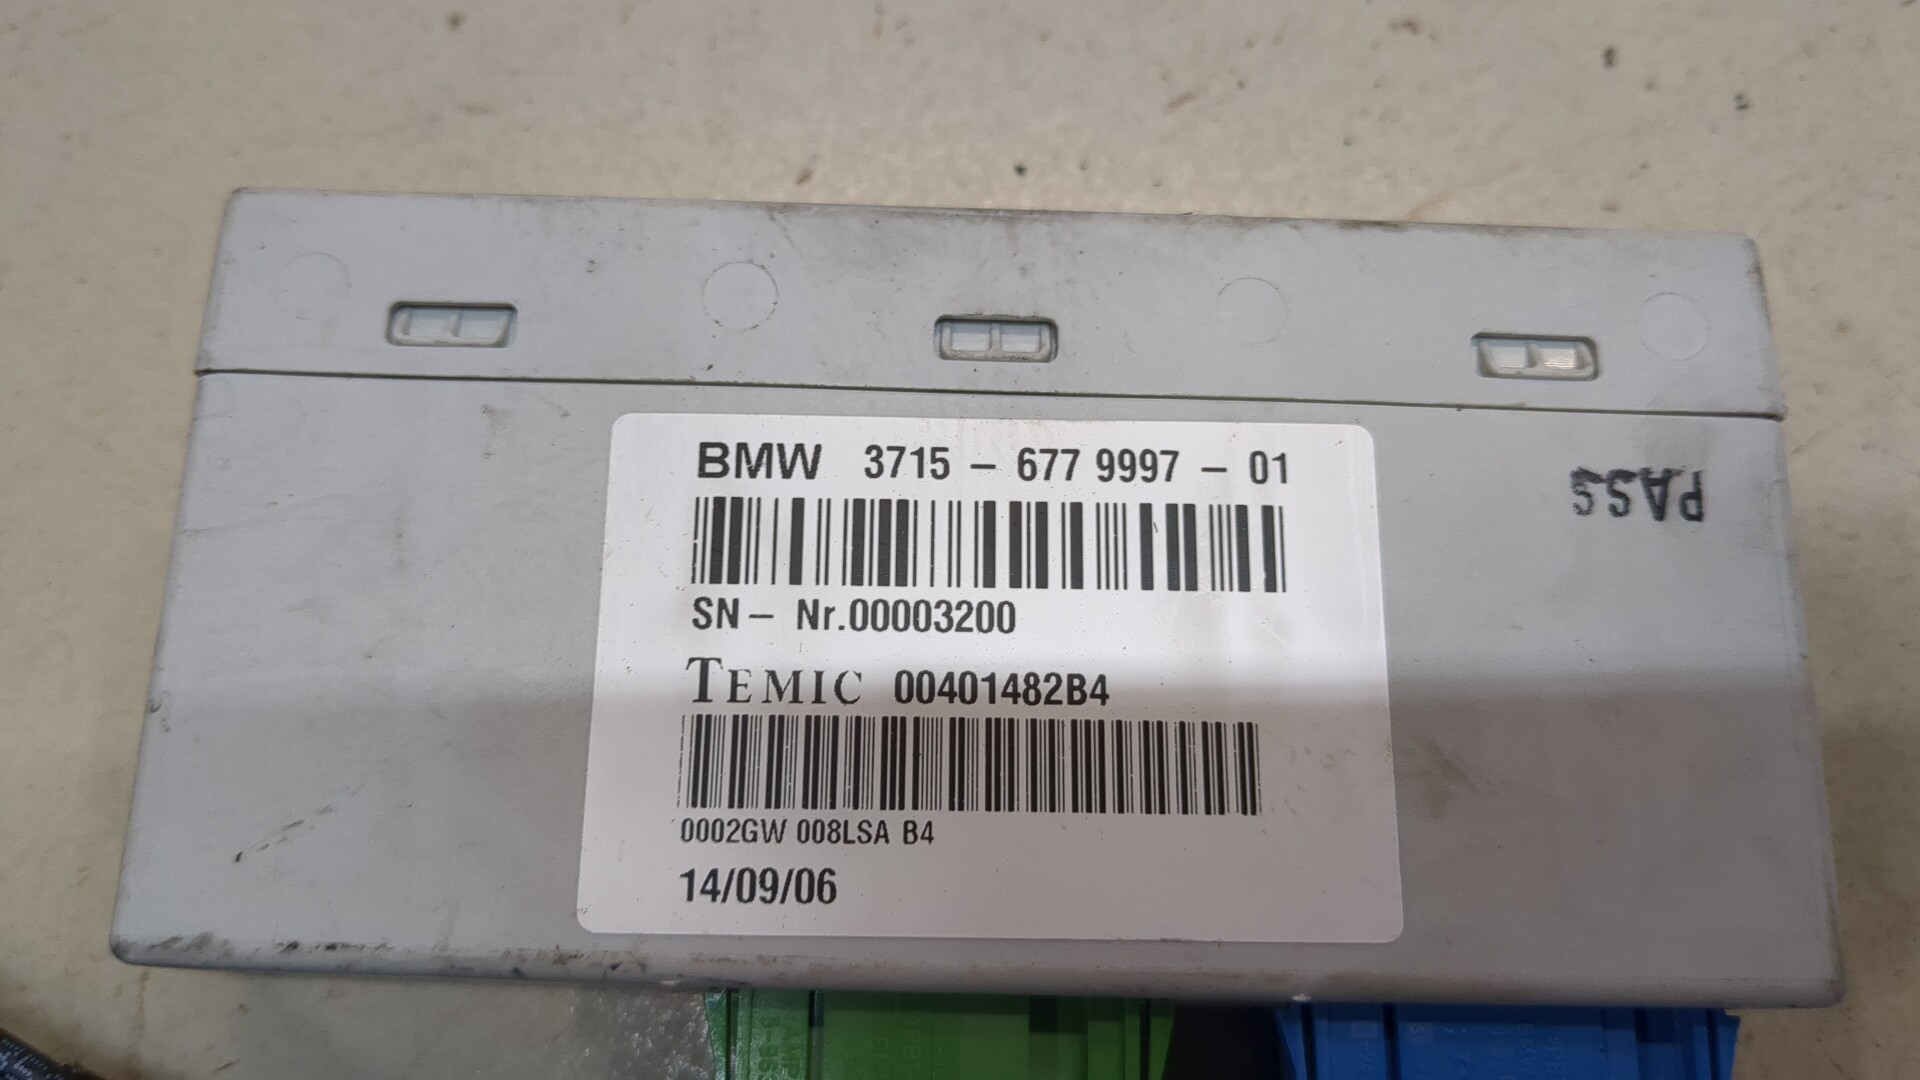 BMW 3715 – 677 9997 – 01
PASS
SN – Nr.00003200
TEMIC 00401482B4
0002GW 008LSA B4
14/09/06